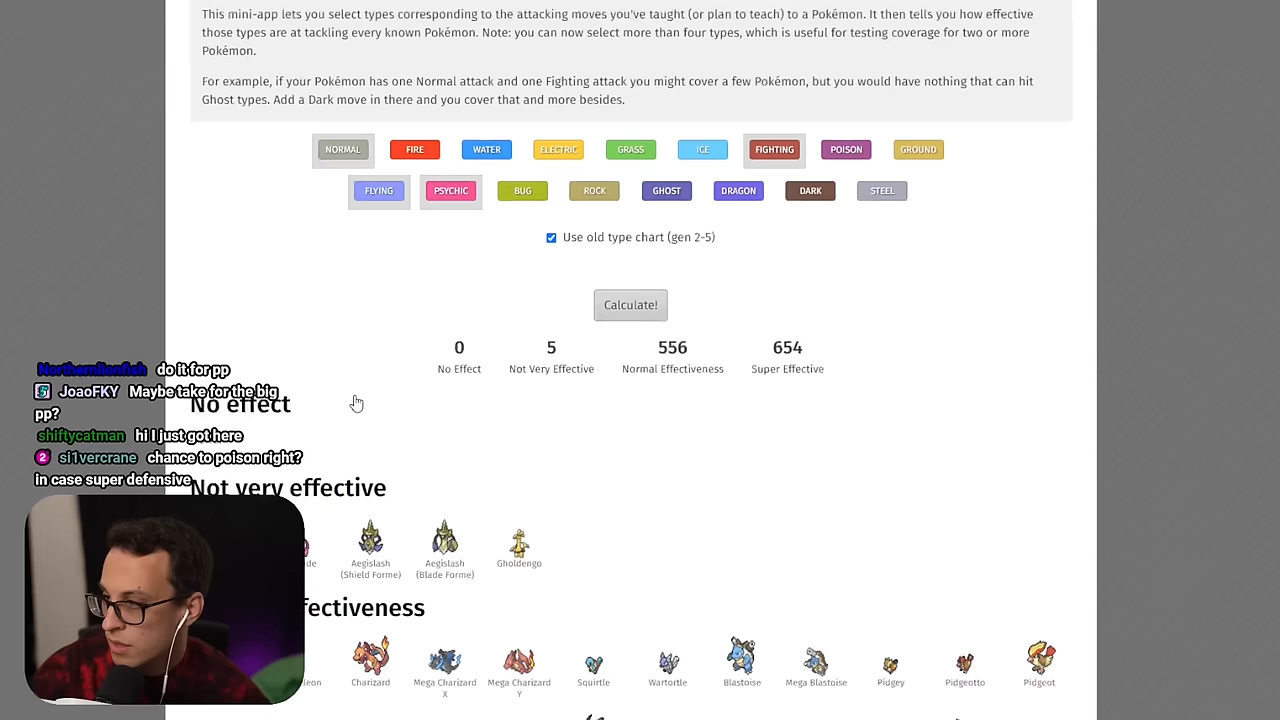 This mini-app lets you select types corresponding to the attacking moves you've taught (or plan to teach) to a Pokémon. It then tells you how effective
those types are at tackling every known Pokémon. Note: you can now select more than four types, which is useful for testing coverage for two or more
Pokémon.
For example, if your Pokémon has one Normal attack and one Fighting attack you might cover a few Pokémon, but you would have nothing that can hit
Ghost types. Add a Dark move in there and you cover that and more besides.
NORMAL FIRE WATER ELECTRIC GRASS ICE FIGHTING POISON GROUND
FLYING PSYCHIC BUG ROCK GHOST DRAGON DARK STEEL
Use old type chart (gen 2-5)
Calculate!
0 5 556 654
No Effect Not Very Effective Normal Effectiveness Super Effective
Northernlionfish do it for pp
JoaoFKY Maybe take for the big
pp?
No effect
shiftycatman hi I just got here
2 si1vercrane chance to poison right?
in case super defensive
Not very effective
Aegislash
(Shield Forme)
Aegislash
(Blade Forme)
Gholdengo
Charizard
Mega Charizard
X
Mega Charizard
Y
Squirtle
Wartortle
Blastoise
Mega Blastoise
Pidgey
Pidgeotto
Pidgeot